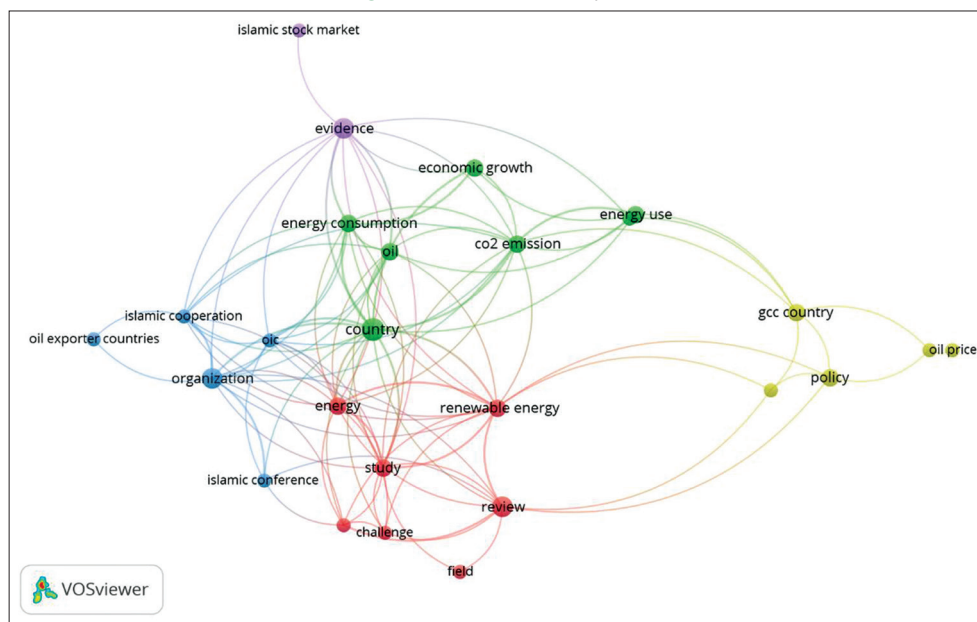 islamic stock market
evidence
economic growth
energy consumption
energy use
oil
co2 emission
islamic cooperation
gcc country
oil exporter countries
oic
country
oil price
organization
policy
energy
renewable energy
study
islamic conference
review
challenge
field
VOSviewer